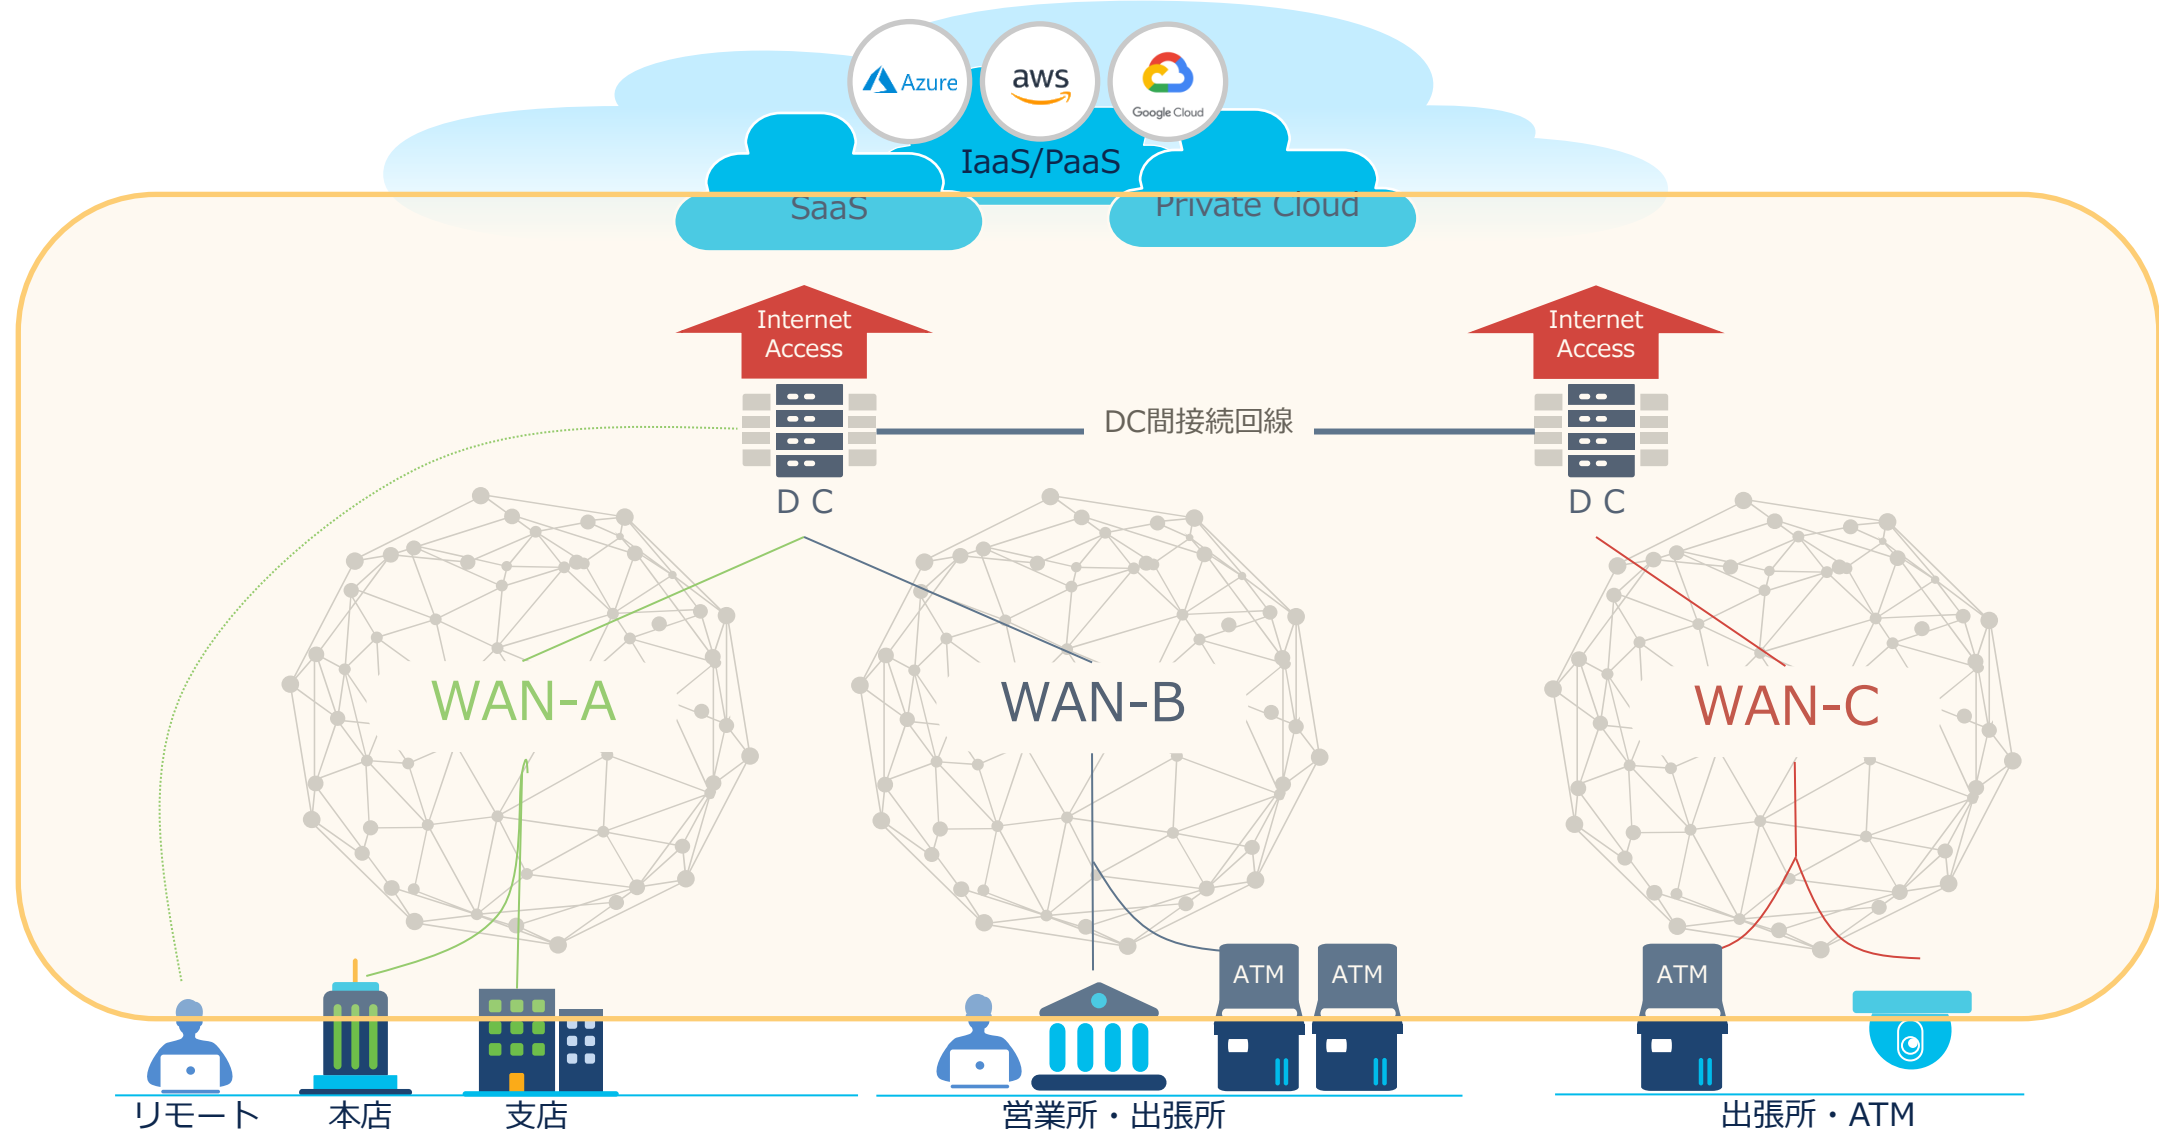 Azure
aws
Google Cloud
IaaS/PaaS
SaaS
Private Cloud
Internet
Access
Internet
Access
DC間接続回線
D C
D C
WAN-A
WAN-B
WAN-C
ATM
ATM
ATM
リモート
本店
支店
営業所・出張所
出張所・ATM